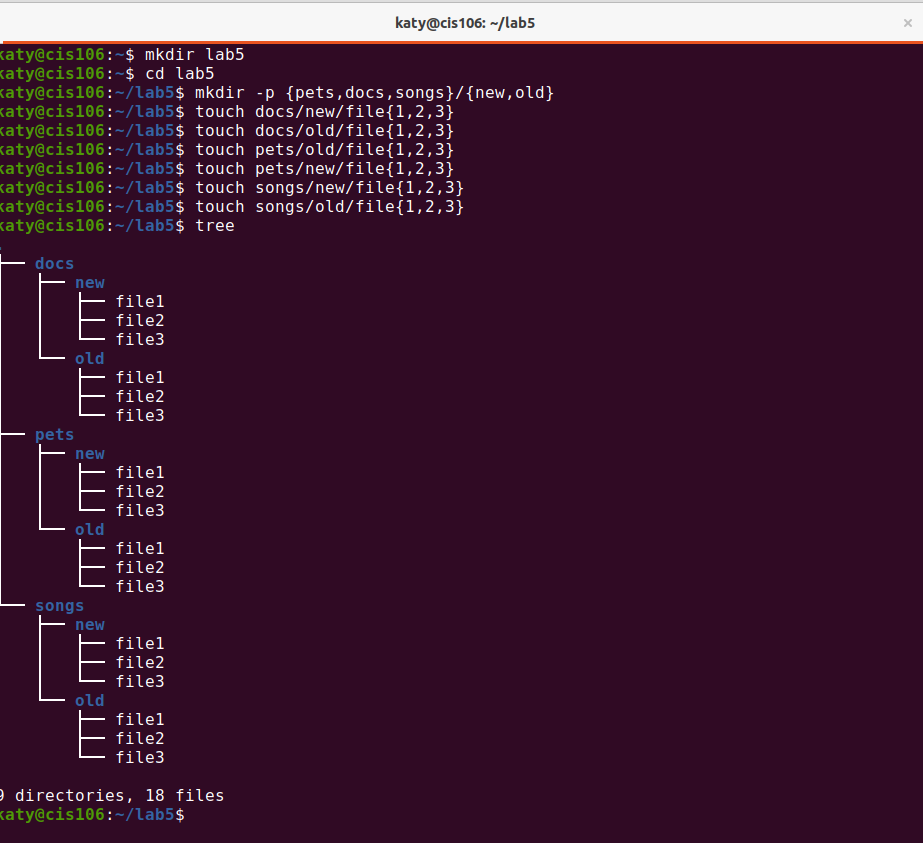 katy@cis106: ~/lab5
katy@cis106:~$ mkdir lab5
katy@cis106:~$ cd lab5
katy@cis106:~/lab5$ mkdir -p {pets,docs,songs}/{new,old}
katy@cis106:~/lab5$ touch docs/new/file{1,2,3}
katy@cis106:~/lab5$ touch docs/old/file{1,2,3}
katy@cis106:~/lab5$ touch pets/old/file{1,2,3}
katy@cis106:~/lab5$ touch pets/new/file{1,2,3}
katy@cis106:~/lab5$ touch songs/new/file{1,2,3}
katy@cis106:~/lab5$ touch songs/old/file{1,2,3}
katy@cis106:~/lab5$ tree
.
├── docs
│   ├── new
│   │   ├── file1
│   │   ├── file2
│   │   └── file3
│   └── old
│       ├── file1
│       ├── file2
│       └── file3
├── pets
│   ├── new
│   │   ├── file1
│   │   ├── file2
│   │   └── file3
│   └── old
│       ├── file1
│       ├── file2
│       └── file3
└── songs
    ├── new
    │   ├── file1
    │   ├── file2
    │   └── file3
    └── old
        ├── file1
        ├── file2
        └── file3
9 directories, 18 files
katy@cis106:~/lab5$